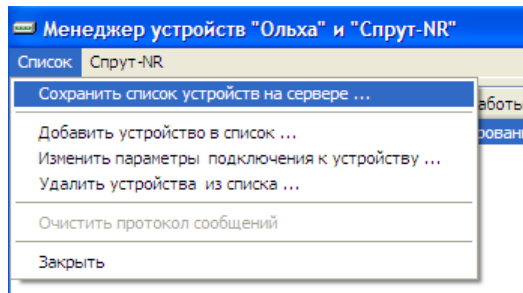 Менеджер устройств "Ольха" и "Спрут-NR"
Список Спрут-NR
Сохранить список устройств на сервере ...
Добавить устройство в список ...
Изменить параметры подключения к устройству ...
Удалить устройства из списка ...
Очистить протокол сообщений
Закрыть